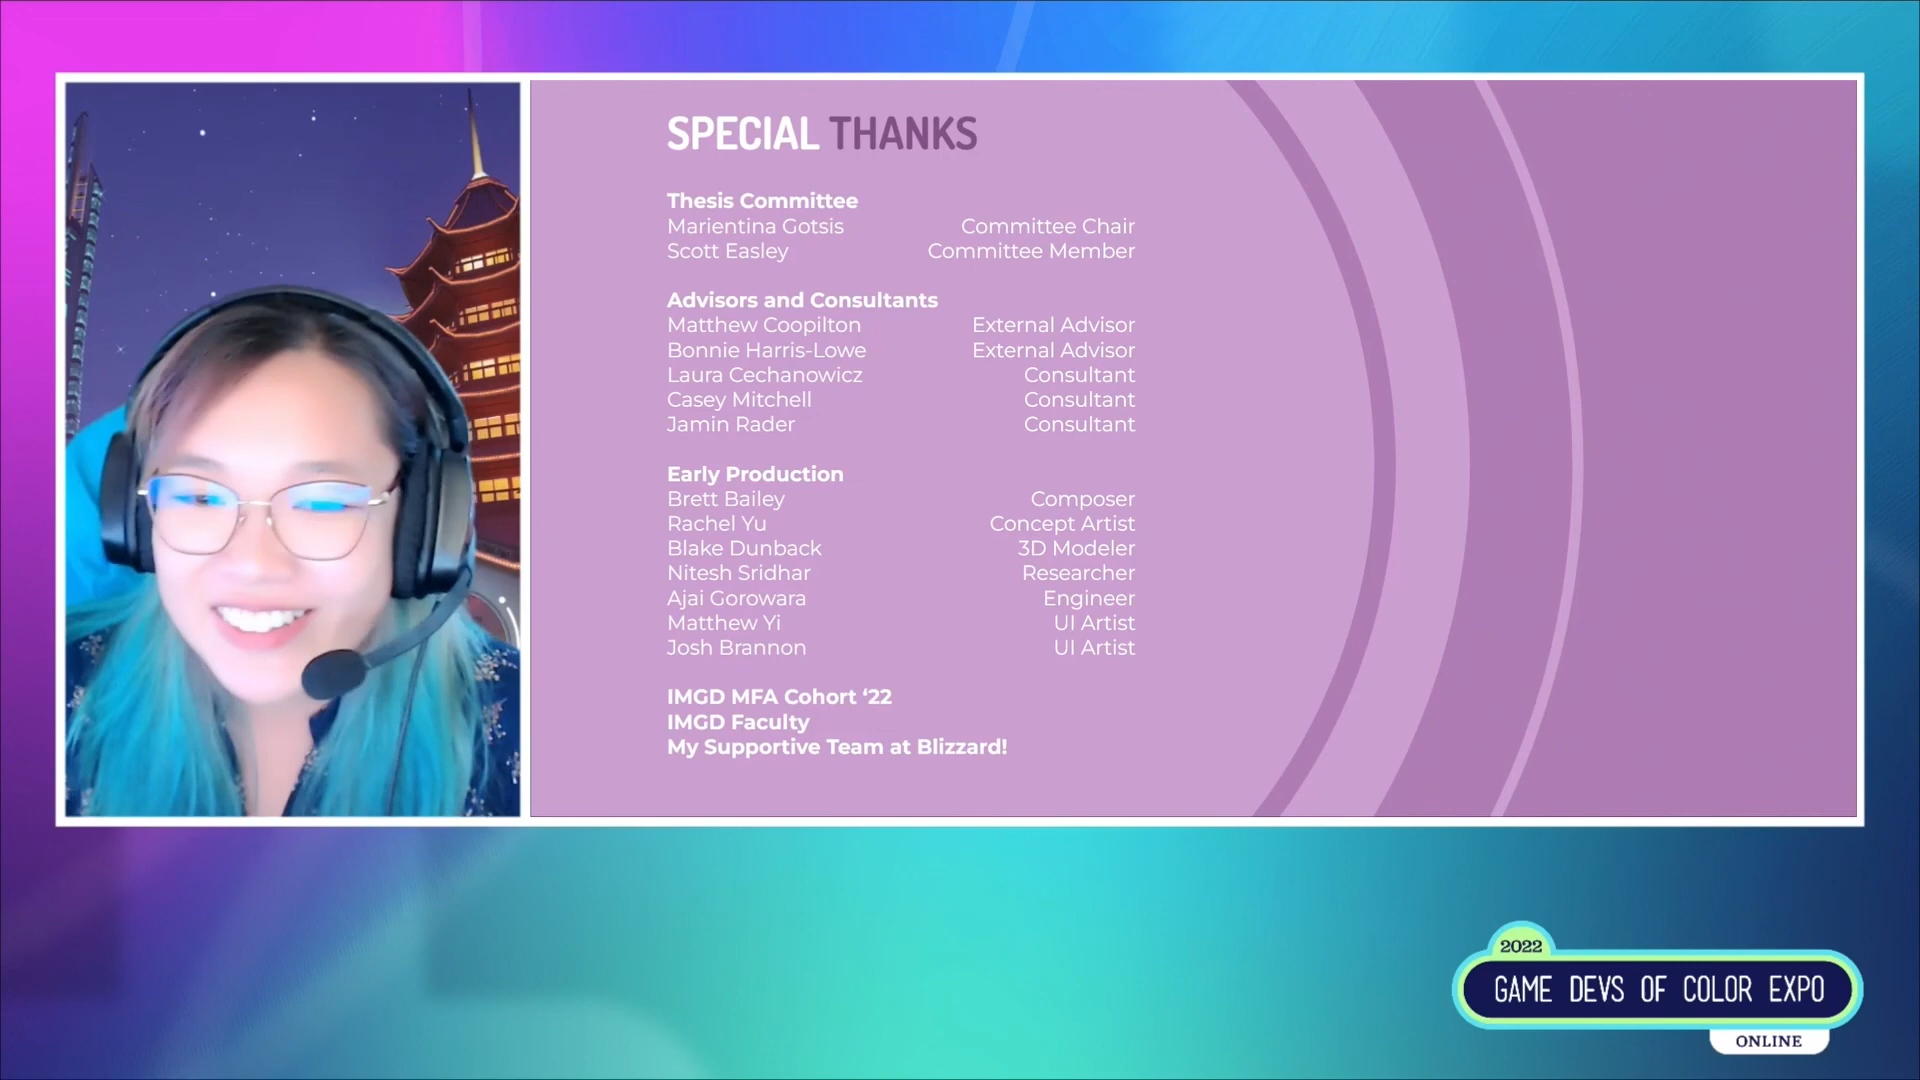 SPECIAL THANKS
Thesis Committee
Marientina Gotsis Committee Chair
Scott Easley Committee Member
Advisors and Consultants
Matthew Coopilton External Advisor
Bonnie Harris-Lowe External Advisor
Laura Cechanowicz Consultant
Casey Mitchell Consultant
Jamin Rader Consultant
Early Production
Brett Bailey Composer
Rachel Yu Concept Artist
Blake Dunback 3D Modeler
Nitesh Sridhar Researcher
Ajai Gorowara Engineer
Matthew Yi UI Artist
Josh Brannon UI Artist
IMGD MFA Cohort ‘22
IMGD Faculty
My Supportive Team at Blizzard!
2022
GAME DEVS OF COLOR EXPO
ONLINE